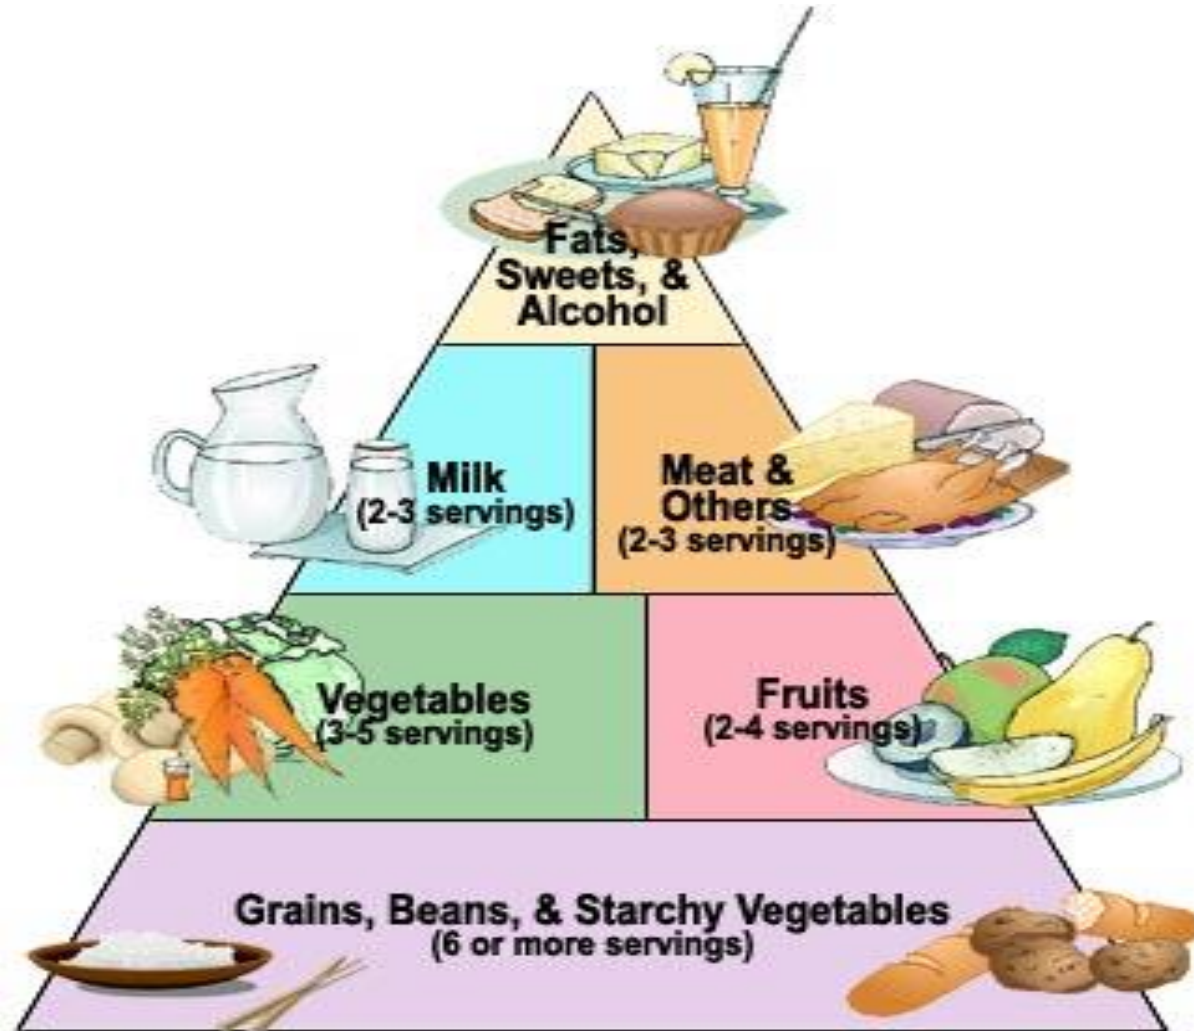 Fats,
Sweets, &
Alcohol
Milk
(2-3 servings)
Meat &
Others
(2-3 servings)
Vegetables
(3-5 servings)
Fruits
(2-4 servings)
Grains, Beans, & Starchy Vegetables
(6 or more servings)